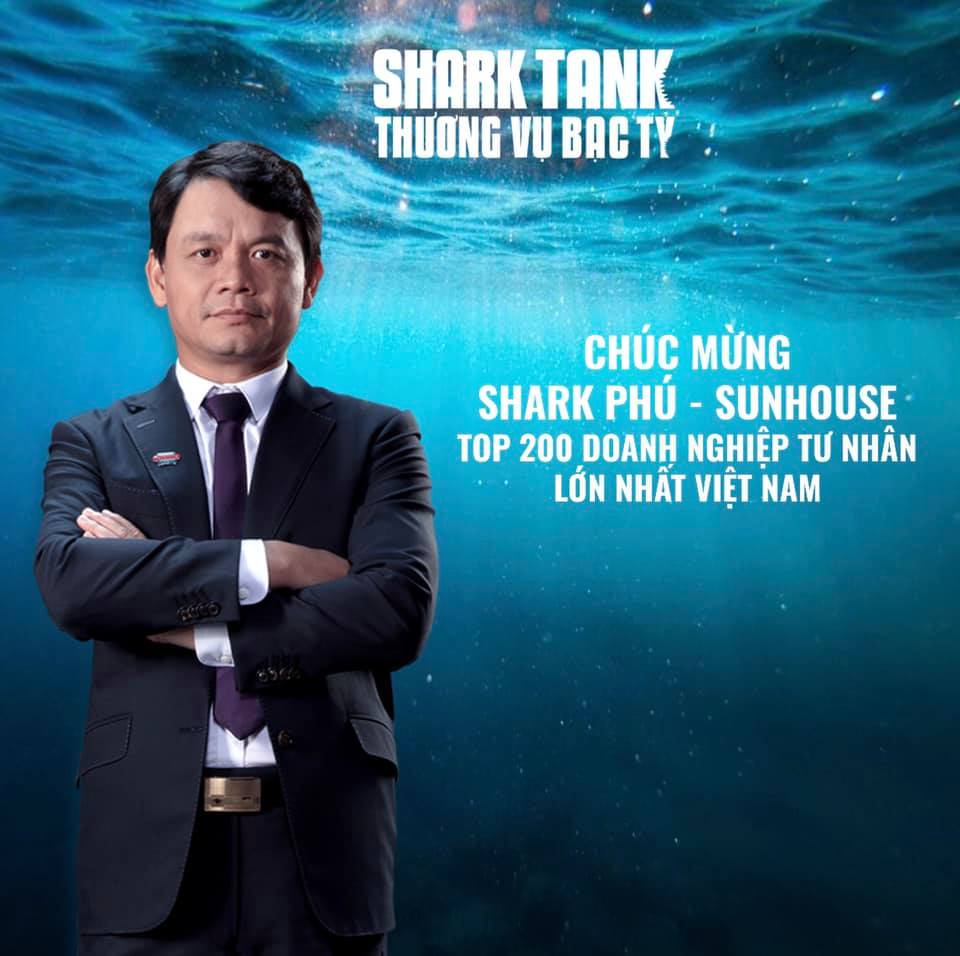 SHARK TANK
THƯƠNG VỤ BẠC TỶ
CHÚC MỪNG
SHARK PHÚ - SUNHOUSE
TOP 200 DOANH NGHIỆP TƯ NHÂN
LỚN NHẤT VIỆT NAM